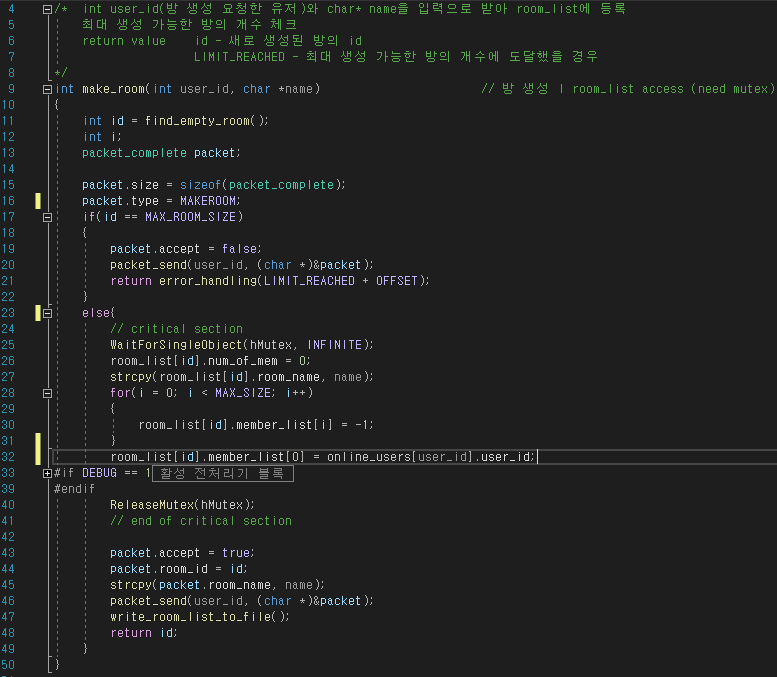 4 /* int user_id(방 생성 요청한 유저)와 char* name을 입력으로 받아 room_list에 등록
5 최대 생성 가능한 방의 개수 체크
6 return value id - 새로 생성된 방의 id
7 LIMIT_REACHED - 최대 생성 가능한 방의 개수에 도달했을 경우
8 */
9 int make_room(int user_id, char *name) // 방 생성 | room_list access (need mutex)
10 {
11 int id = find_empty_room();
12 int i;
13 packet_complete packet;
14
15 packet.size = sizeof(packet_complete);
16 packet.type = MAKEROOM;
17 if(id == MAX_ROOM_SIZE)
18 {
19 packet.accept = false;
20 packet_send(user_id, (char *)&packet);
21 return error_handling(LIMIT_REACHED + OFFSET);
22 }
23 else{
24 // critical section
25 WaitForSingleObject(hMutex, INFINITE);
26 room_list[id].num_of_mem = 0;
27 strcpy(room_list[id].room_name, name);
28 for(i = 0; i < MAX_SIZE; i++)
29 {
30 room_list[id].member_list[i] = -1;
31 }
32 room_list[id].member_list[0] = online_users[user_id].user_id;
33 #if DEBUG == 1 활성 전처리기 블록
39 #endif
40 ReleaseMutex(hMutex);
41 // end of critical section
42
43 packet.accept = true;
44 packet.room_id = id;
45 strcpy(packet.room_name, name);
46 packet_send(user_id, (char *)&packet);
47 write_room_list_to_file();
48 return id;
49 }
50 }